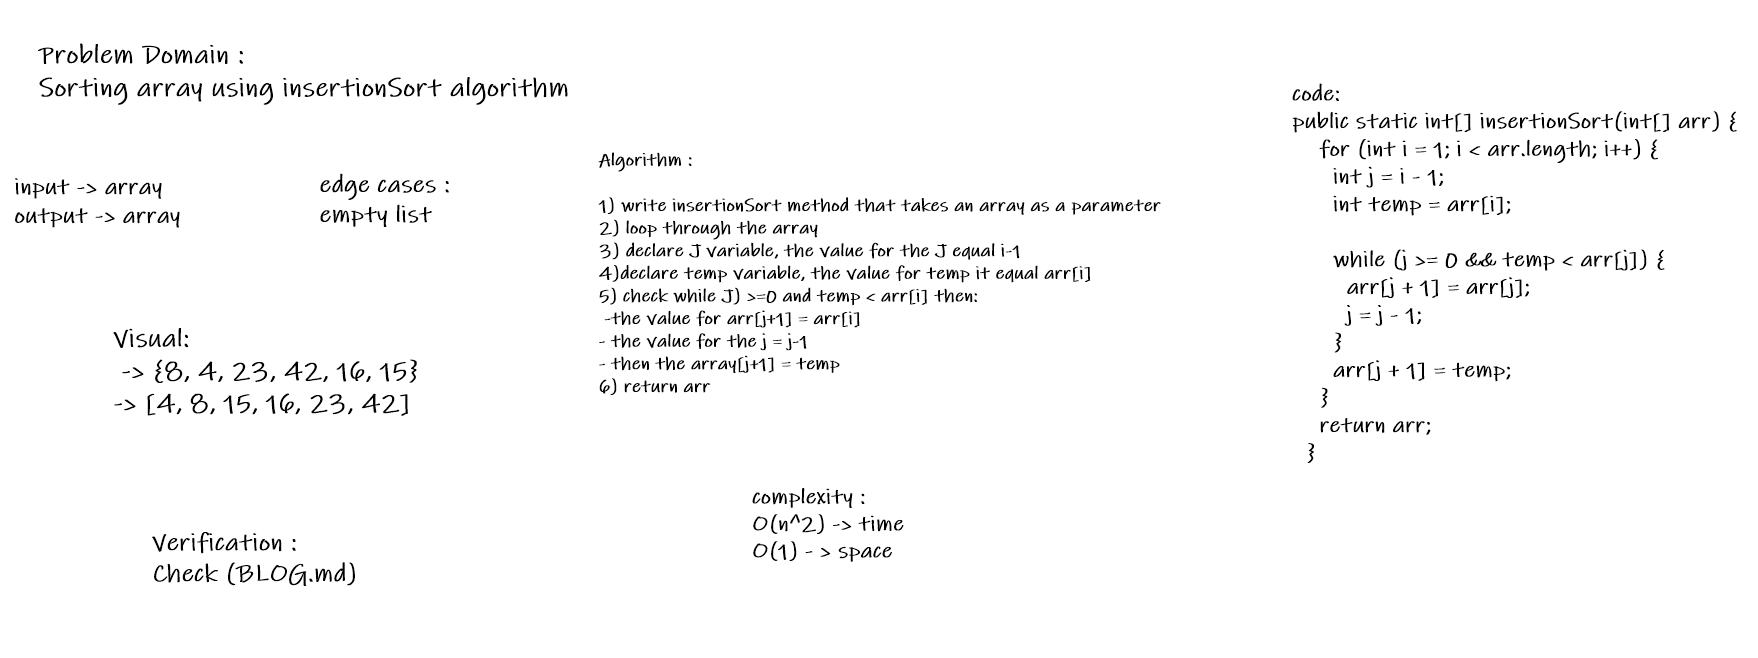 Problem Domain :
Sorting array using insertionSort algorithm
input -> array
output -> array
edge cases :
empty list
Visual:
-> {8, 4, 23, 42, 16, 15}
-> [4, 8, 15, 16, 23, 42]
Verification :
Check (BLOG.md)
Algorithm :
1) write insertionSort method that takes an array as a parameter
2) loop through the array
3) declare J variable, the value for the J equal i-1
4)declare temp variable, the value for temp it equal arr[i]
5) check while J) >=0 and temp < arr[i] then:
-the value for arr[j+1] = arr[i]
- the value for the j = j-1
- then the array[j+1] = temp
6) return arr
complexity :
O(n^2) -> time
O(1) - > space
code:
public static int[] insertionSort(int[] arr) {
for (int i = 1; i < arr.length; i++) {
int j = i - 1;
int temp = arr[i];
while (j >= 0 && temp < arr[j]) {
arr[j + 1] = arr[j];
j = j - 1;
}
arr[j + 1] = temp;
}
return arr;
}